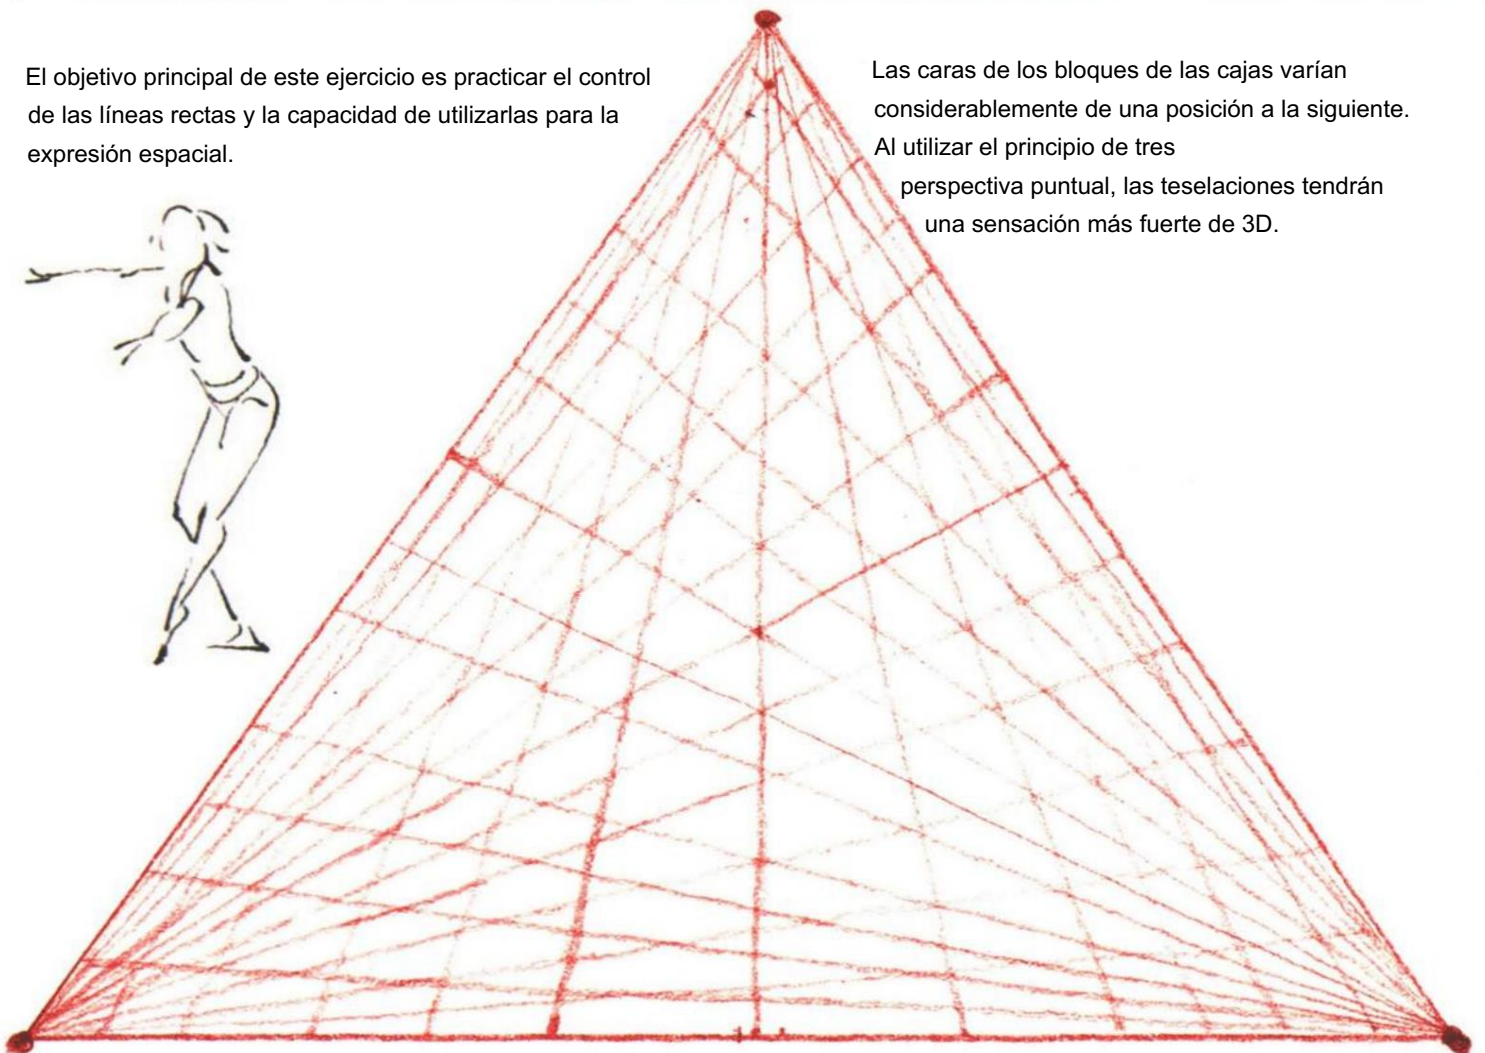 El objetivo principal de este ejercicio es practicar el control
de las líneas rectas y la capacidad de utilizarlas para la
expresión espacial.
Las caras de los bloques de las cajas varían
considerablemente de una posición a la siguiente.
Al utilizar el principio de tres
perspectiva puntual, las teselaciones tendrán
una sensación más fuerte de 3D.